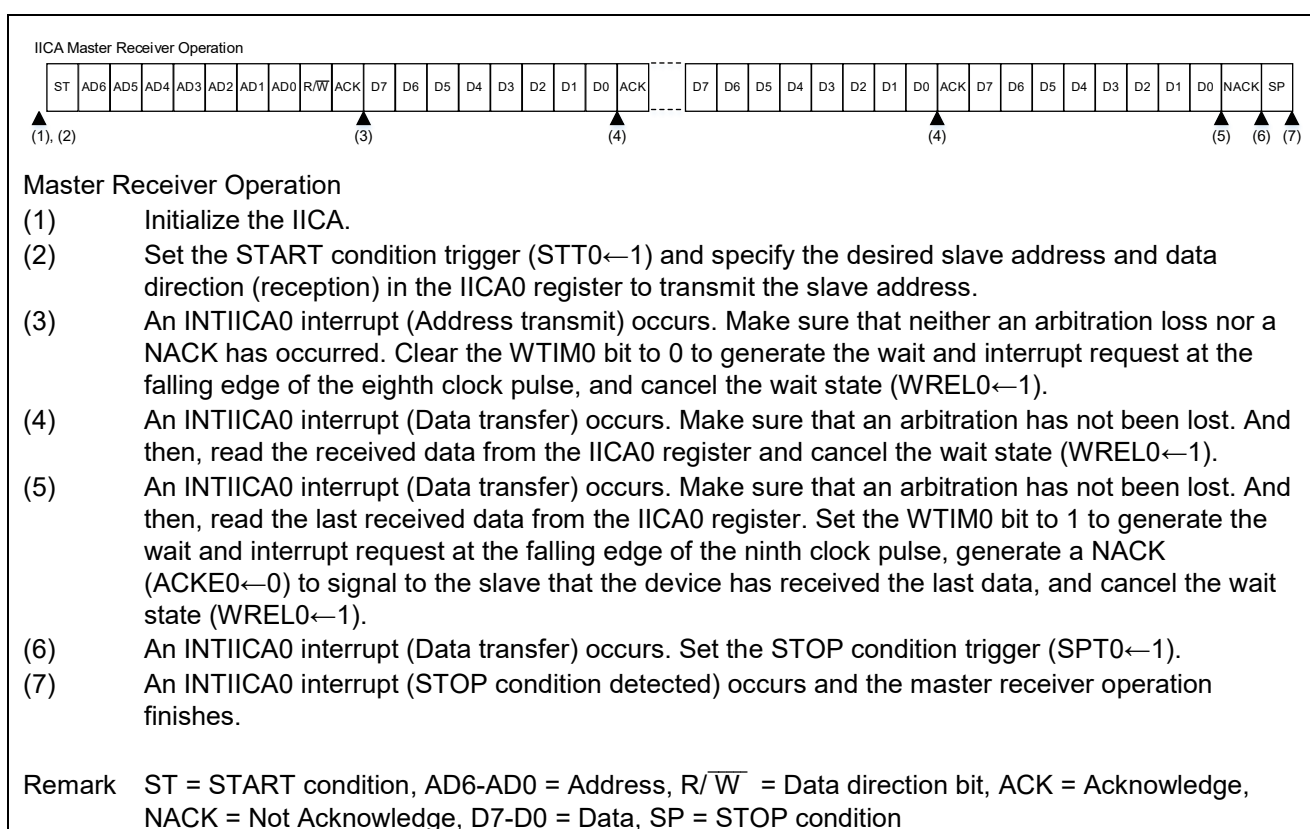 IICA Master Receiver Operation
ST AD6 AD5 AD4 AD3 AD2 AD1 AD0 R/W̅ ACK D7 D6 D5 D4 D3 D2 D1 D0 ACK D7 D6 D5 D4 D3 D2 D1 D0 ACK D7 D6 D5 D4 D3 D2 D1 D0 NACK SP
(1), (2) (3) (4) (4) (5) (6) (7)
Master Receiver Operation
(1) Initialize the IICA.
(2) Set the START condition trigger (STT0←1) and specify the desired slave address and data
direction (reception) in the IICA0 register to transmit the slave address.
(3) An INTIICA0 interrupt (Address transmit) occurs. Make sure that neither an arbitration loss nor a
NACK has occurred. Clear the WTIM0 bit to 0 to generate the wait and interrupt request at the
falling edge of the eighth clock pulse, and cancel the wait state (WREL0←1).
(4) An INTIICA0 interrupt (Data transfer) occurs. Make sure that an arbitration has not been lost. And
then, read the received data from the IICA0 register and cancel the wait state (WREL0←1).
(5) An INTIICA0 interrupt (Data transfer) occurs. Make sure that an arbitration has not been lost. And
then, read the last received data from the IICA0 register. Set the WTIM0 bit to 1 to generate the
wait and interrupt request at the falling edge of the ninth clock pulse, generate a NACK
(ACKE0←0) to signal to the slave that the device has received the last data, and cancel the wait
state (WREL0←1).
(6) An INTIICA0 interrupt (Data transfer) occurs. Set the STOP condition trigger (SPT0←1).
(7) An INTIICA0 interrupt (STOP condition detected) occurs and the master receiver operation
finishes.
Remark ST = START condition, AD6-AD0 = Address, R/W̅ = Data direction bit, ACK = Acknowledge,
NACK = Not Acknowledge, D7-D0 = Data, SP = STOP condition